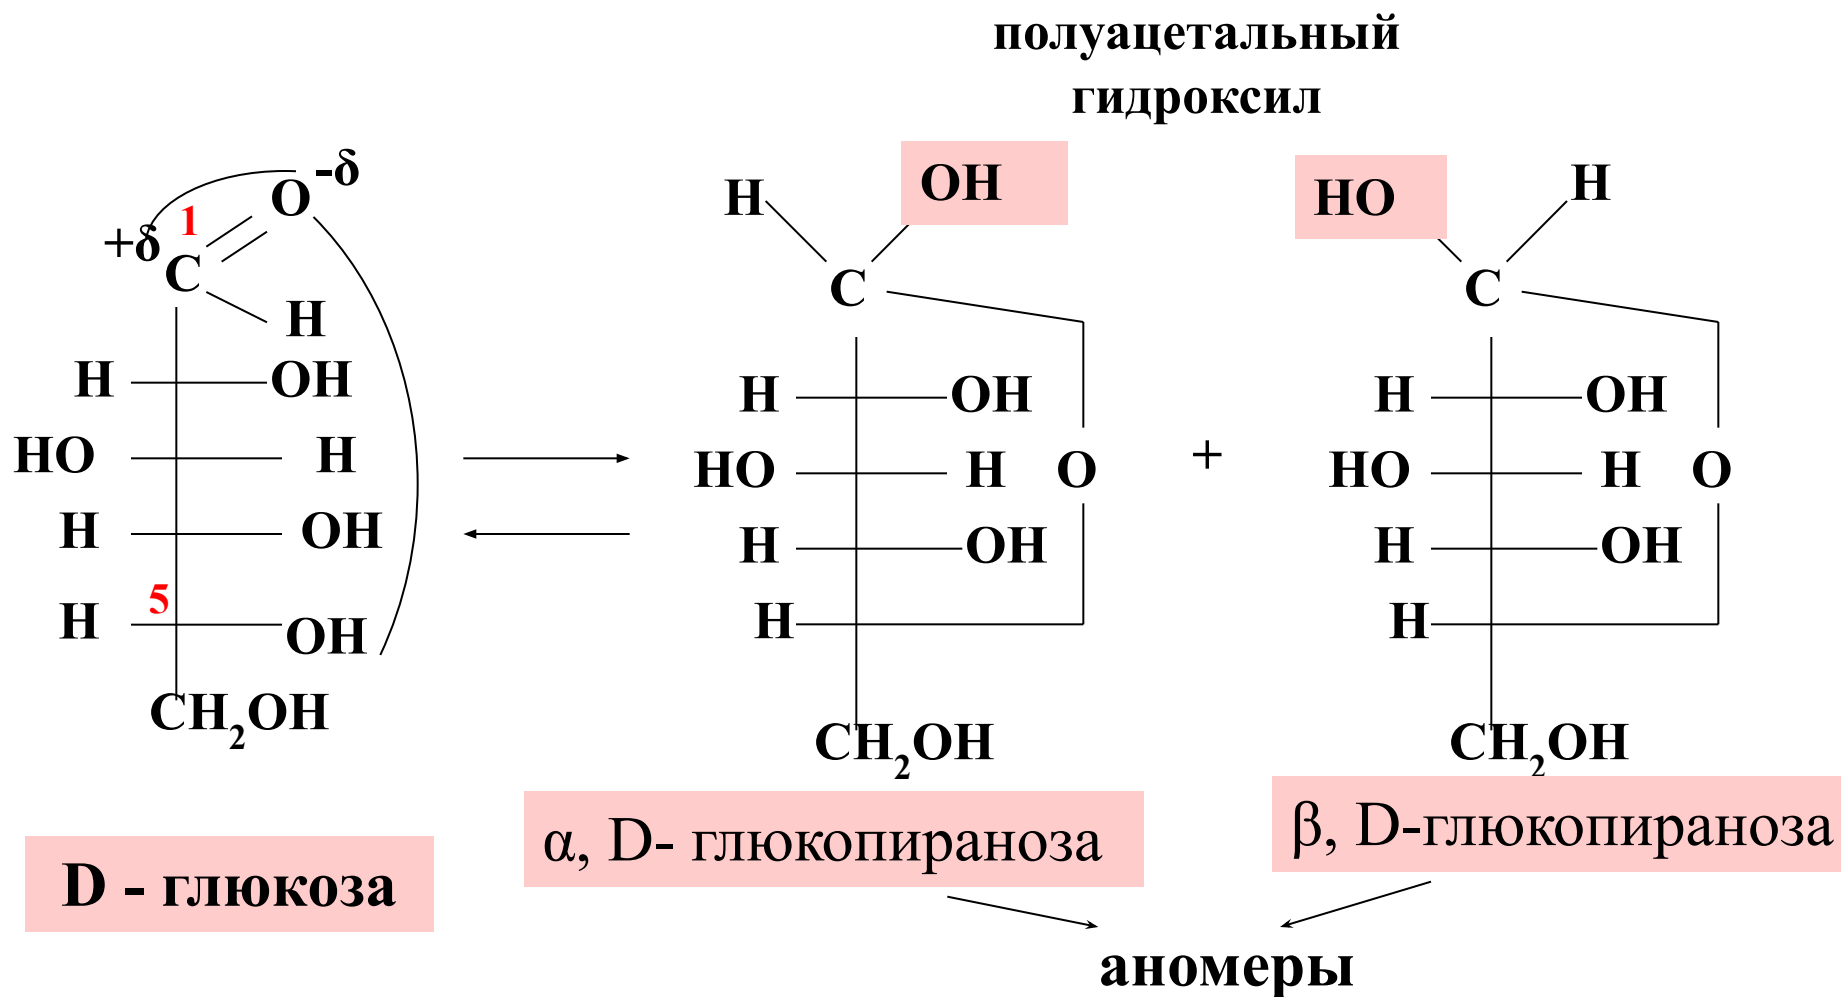 полуацетальный
гидроксил
O -δ
+δ 1
C
H
H OH
HO H
H OH
H 5 OH
CH₂OH
D - глюкоза
H OH
C
H OH
HO H O
H OH
H
CH₂OH
α, D- глюкопираноза
+
HO H
C
H OH
HO H O
H OH
H
CH₂OH
β, D-глюкопираноза
аномеры